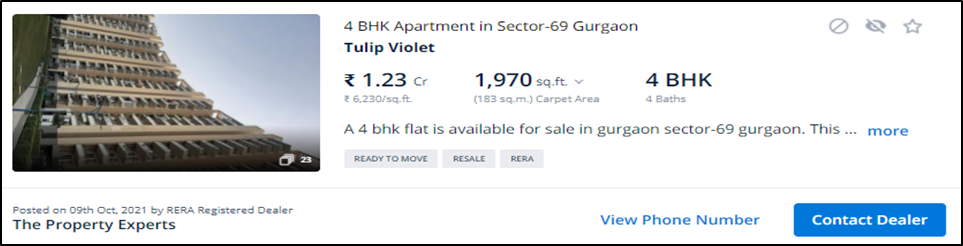 4 BHK Apartment in Sector-69 Gurgaon
Tulip Violet
₹ 1.23 Cr
₹ 6,230/sq.ft.
1,970 sq.ft.
(183 sq.m.) Carpet Area
4 BHK
4 Baths
A 4 bhk flat is available for sale in gurgaon sector-69 gurgaon. This ... more
READY TO MOVE RESALE RERA
23
Posted on 09th Oct, 2021 by RERA Registered Dealer
The Property Experts
View Phone Number
Contact Dealer